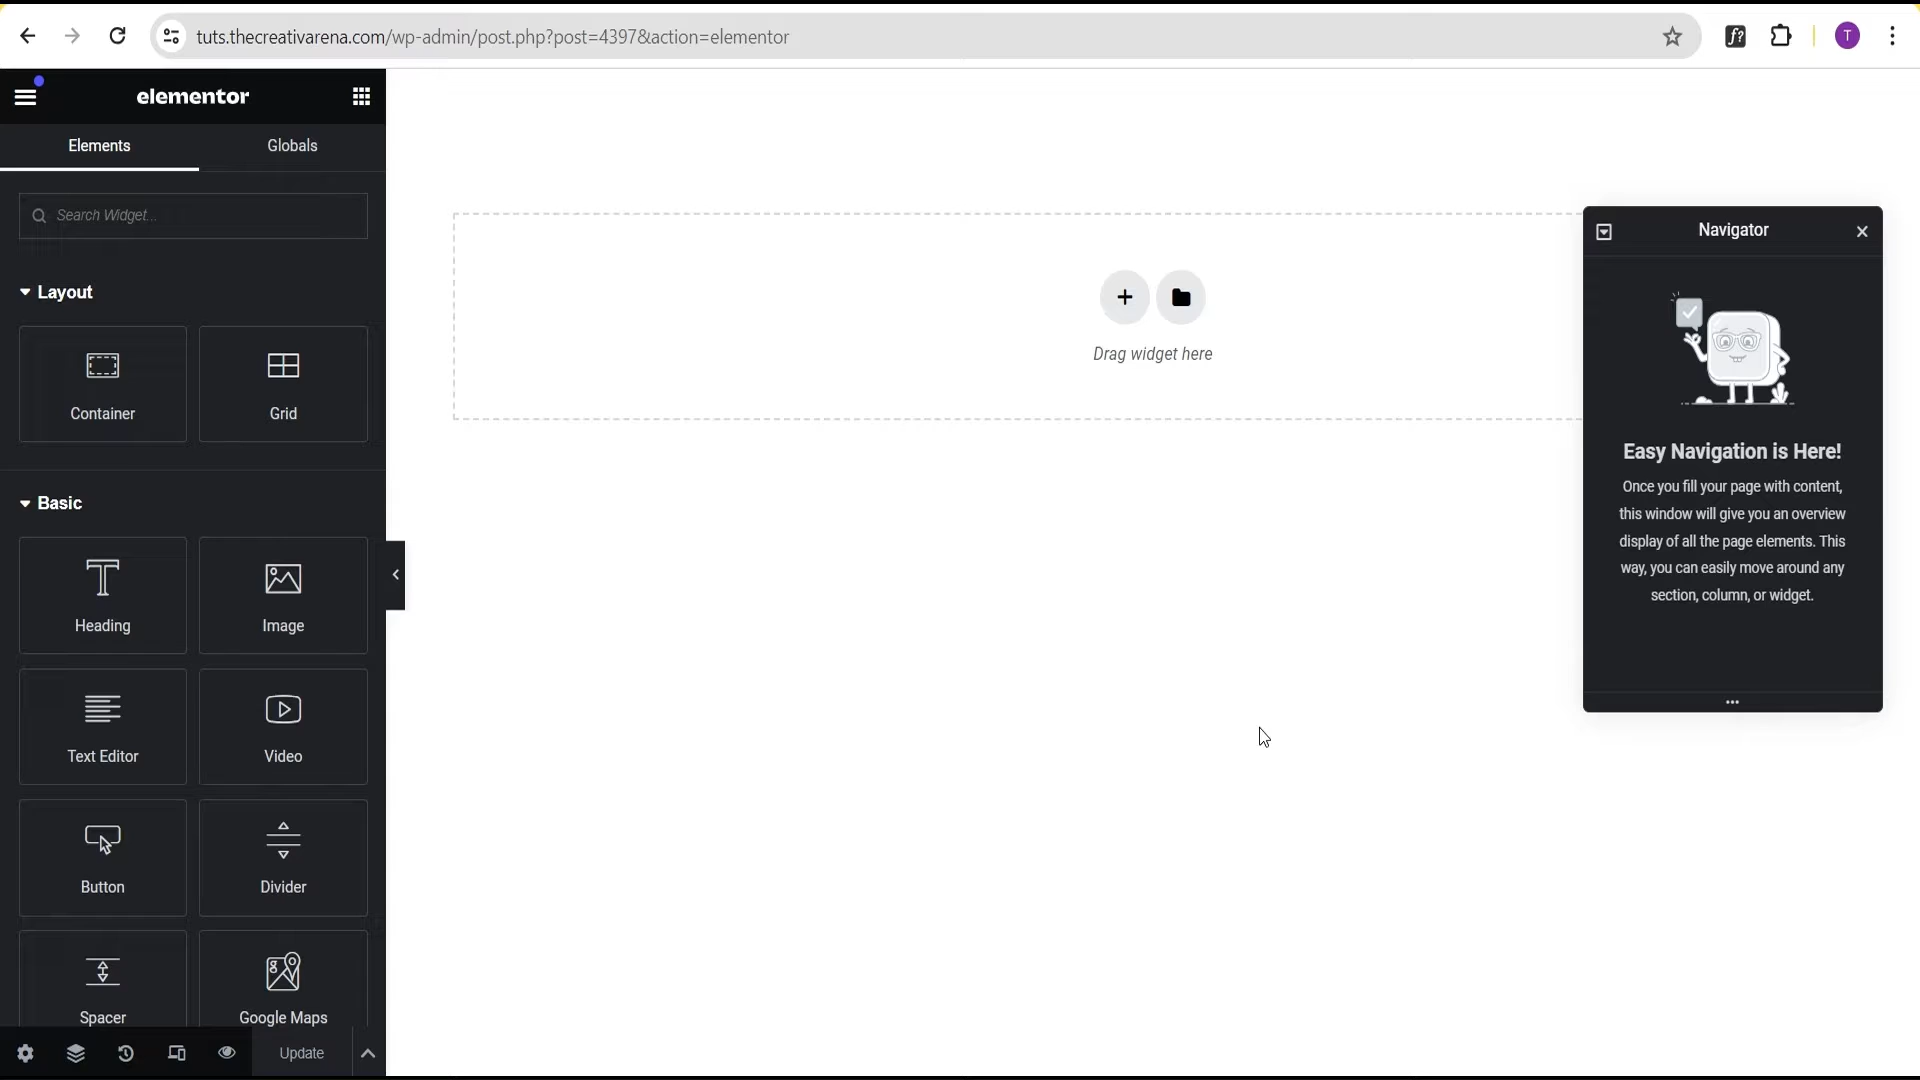 tuts.thecreativarena.com/wp-admin/post.php?post=4397&action=elementor
T
elementor
Elements
Globals
Search Widget...
Layout
Container
Grid
Basic
Heading
Image
Text Editor
Video
Button
Divider
Spacer
Google Maps
Update
Drag widget here
Navigator
Easy Navigation is Here!
Once you fill your page with content,
this window will give you an overview
display of all the page elements. This
way, you can easily move around any
section, column, or widget.